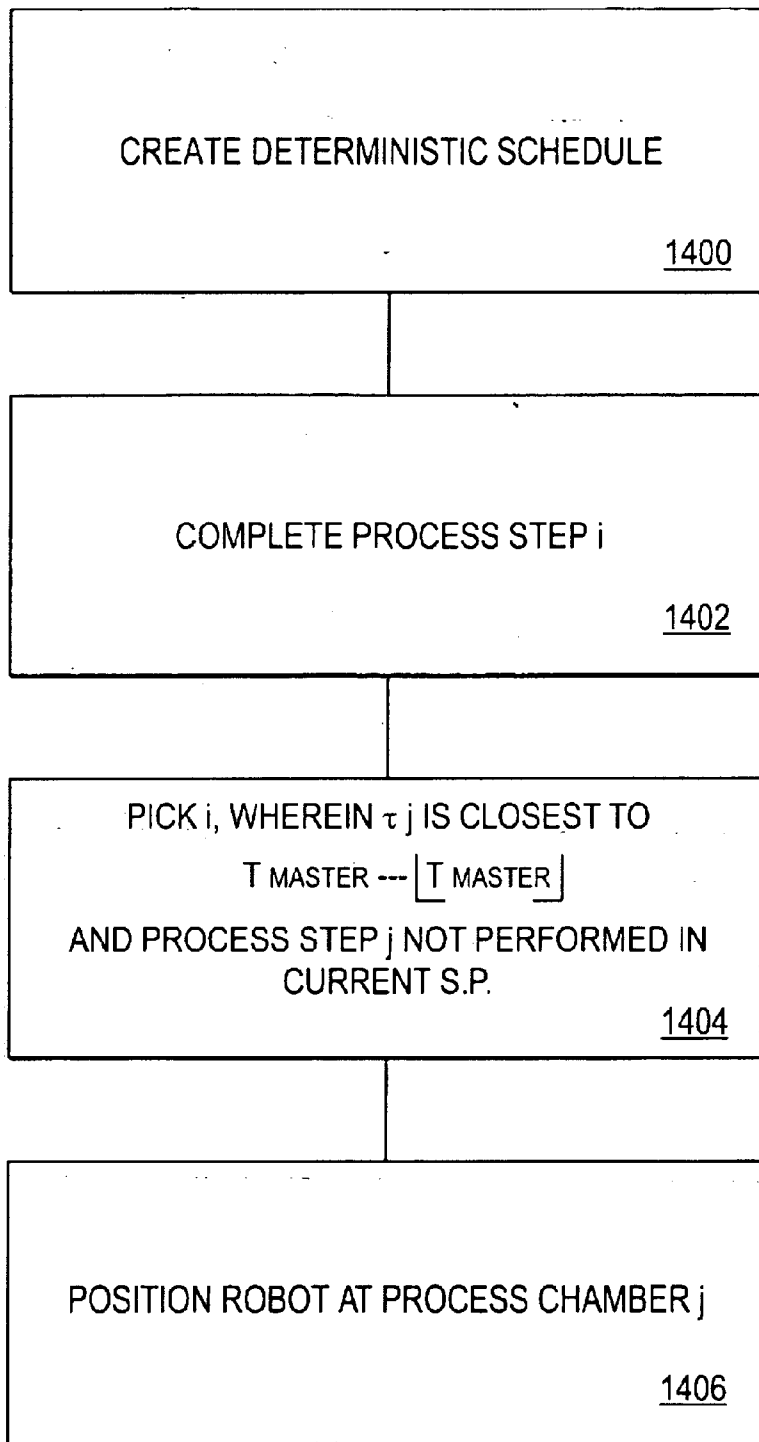 CREATE DETERMINISTIC SCHEDULE
1400
COMPLETE PROCESS STEP i
1402
PICK i, WHEREIN τ j IS CLOSEST TO
T MASTER --- ⌊T MASTER⌋
AND PROCESS STEP j NOT PERFORMED IN
CURRENT S.P.
1404
POSITION ROBOT AT PROCESS CHAMBER j
1406